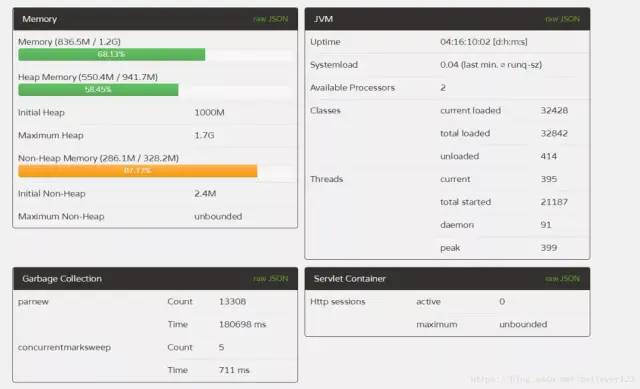 Memory raw JSON
Memory (836.5M / 1.2G)
68.13%
Heap Memory (550.4M / 941.7M)
58.45%
Initial Heap 1000M
Maximum Heap 1.7G
Non-Heap Memory (286.1M / 328.2M)
87.17%
Initial Non-Heap 2.4M
Maximum Non-Heap unbounded
JVM raw JSON
Uptime 04:16:10:02 [d:h:m:s]
Systemload 0.04 (last min. ⌀ runq-sz)
Available Processors 2
Classes current loaded 32428
total loaded 32842
unloaded 414
Threads current 395
total started 21187
daemon 91
peak 399
Garbage Collection raw JSON
parnew Count 13308
Time 180698 ms
concurrentmarksweep Count 5
Time 711 ms
Servlet Container raw JSON
Http sessions active 0
maximum unbounded